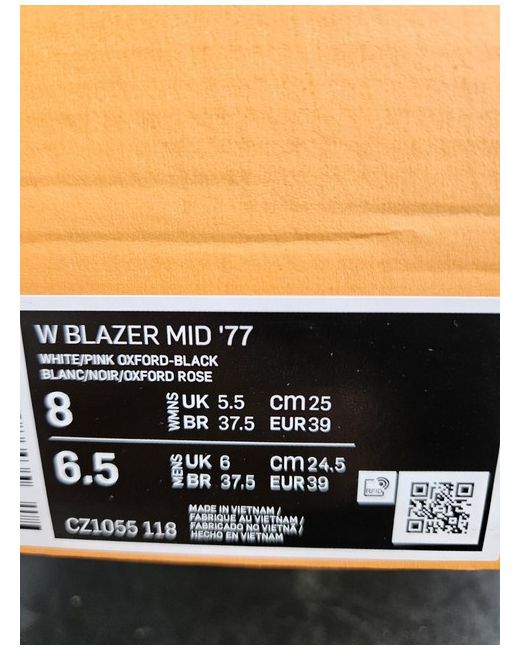 W BLAZER MID '77
WHITE/PINK OXFORD-BLACK
BLANC/NOIR/OXFORD ROSE
8 WMNS UK 5.5 cm 25
BR 37.5 EUR 39
6.5 MENS UK 6 cm 24.5
BR 37.5 EUR 39
RFID
CZ1055 118
MADE IN VIETNAM /
FABRIQUE AU VIETNAM /
FABRICADO NO VIETNÃ /
HECHO EN VIETNAM